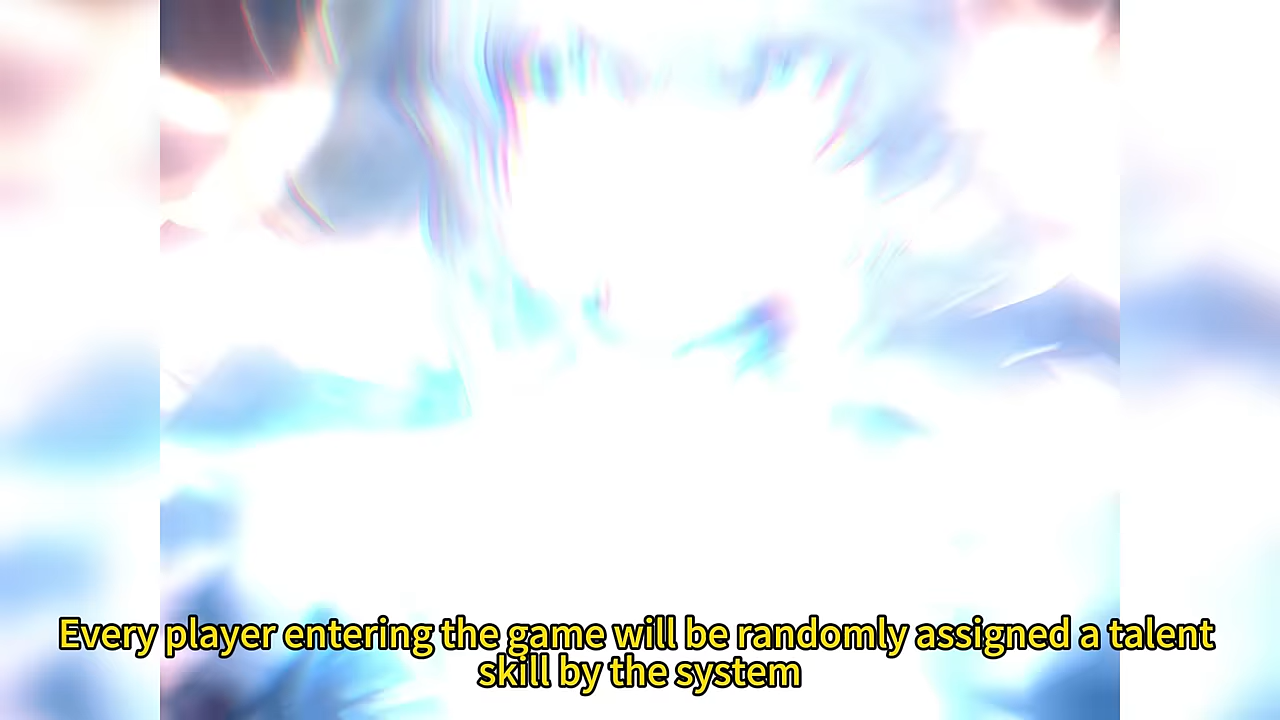 Every player entering the game will be randomly assigned a talent
skill by the system